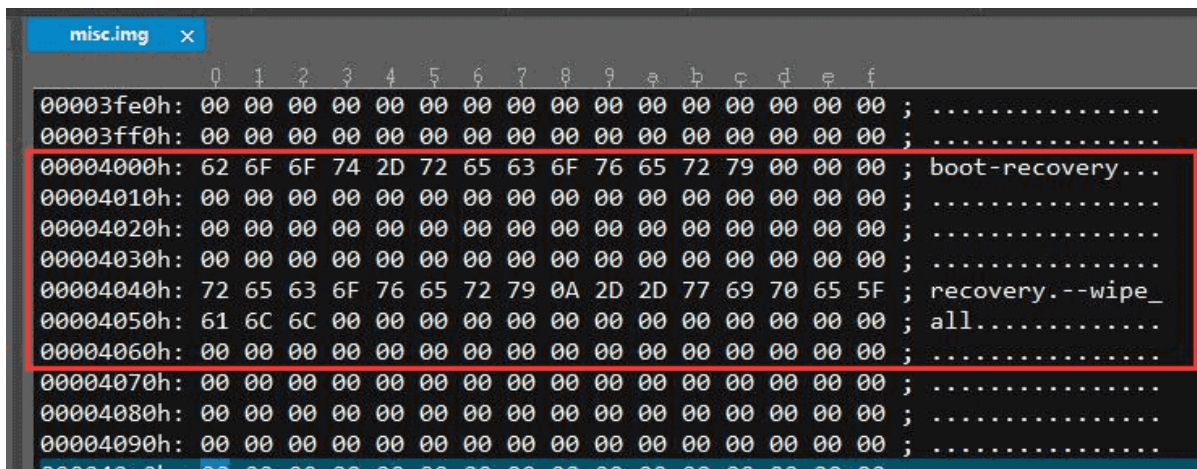 misc.img ×
0 1 2 3 4 5 6 7 8 9 a b c d e f
00003fe0h: 00 00 00 00 00 00 00 00 00 00 00 00 00 00 00 00 ; ................
00003ff0h: 00 00 00 00 00 00 00 00 00 00 00 00 00 00 00 00 ; ................
00004000h: 62 6F 6F 74 2D 72 65 63 6F 76 65 72 79 00 00 00 ; boot-recovery...
00004010h: 00 00 00 00 00 00 00 00 00 00 00 00 00 00 00 00 ; ................
00004020h: 00 00 00 00 00 00 00 00 00 00 00 00 00 00 00 00 ; ................
00004030h: 00 00 00 00 00 00 00 00 00 00 00 00 00 00 00 00 ; ................
00004040h: 72 65 63 6F 76 65 72 79 0A 2D 2D 77 69 70 65 5F ; recovery.--wipe_
00004050h: 61 6C 6C 00 00 00 00 00 00 00 00 00 00 00 00 00 ; all.............
00004060h: 00 00 00 00 00 00 00 00 00 00 00 00 00 00 00 00 ; ................
00004070h: 00 00 00 00 00 00 00 00 00 00 00 00 00 00 00 00 ; ................
00004080h: 00 00 00 00 00 00 00 00 00 00 00 00 00 00 00 00 ; ................
00004090h: 00 00 00 00 00 00 00 00 00 00 00 00 00 00 00 00 ; ................